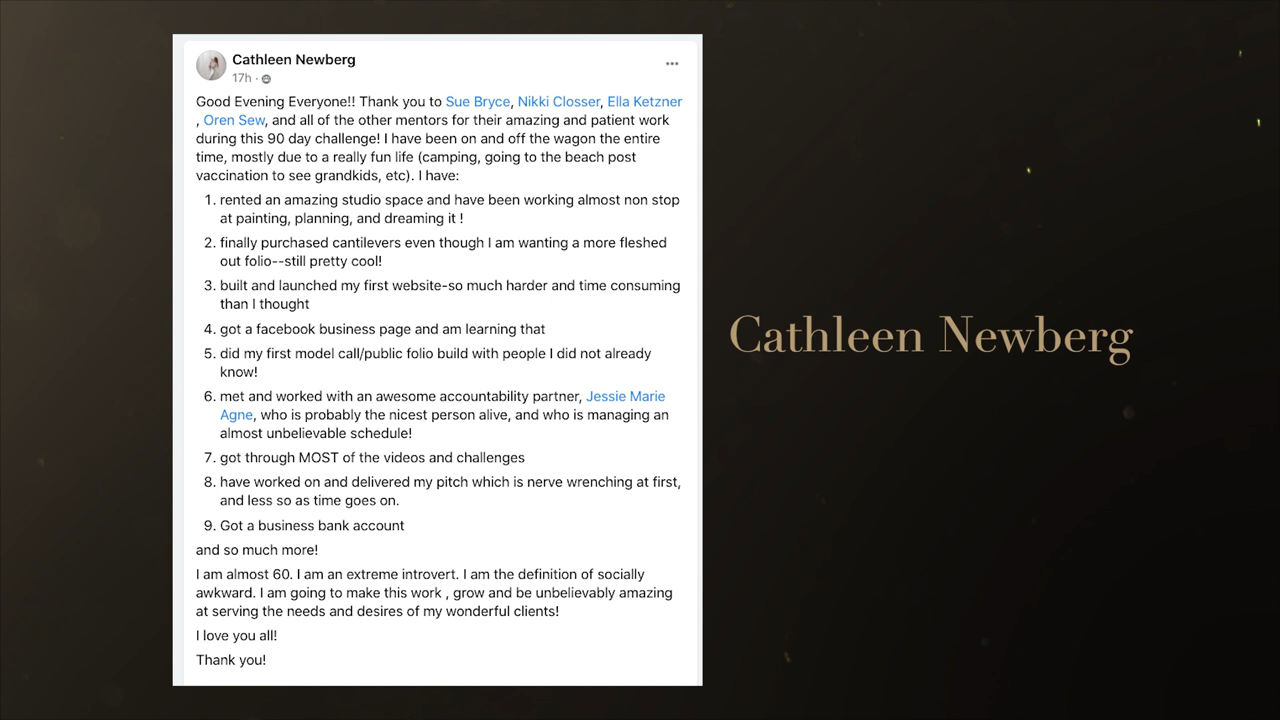 Cathleen Newberg
17h ·
Good Evening Everyone!! Thank you to Sue Bryce, Nikki Closser, Ella Ketzner
, Oren Sew, and all of the other mentors for their amazing and patient work
during this 90 day challenge! I have been on and off the wagon the entire
time, mostly due to a really fun life (camping, going to the beach post
vaccination to see grandkids, etc). I have:
1. rented an amazing studio space and have been working almost non stop
at painting, planning, and dreaming it !
2. finally purchased cantilevers even though I am wanting a more fleshed
out folio--still pretty cool!
3. built and launched my first website-so much harder and time consuming
than I thought
4. got a facebook business page and am learning that
5. did my first model call/public folio build with people I did not already
know!
6. met and worked with an awesome accountability partner, Jessie Marie
Agne, who is probably the nicest person alive, and who is managing an
almost unbelievable schedule!
7. got through MOST of the videos and challenges
8. have worked on and delivered my pitch which is nerve wrenching at first,
and less so as time goes on.
9. Got a business bank account
and so much more!
I am almost 60. I am an extreme introvert. I am the definition of socially
awkward. I am going to make this work , grow and be unbelievably amazing
at serving the needs and desires of my wonderful clients!
I love you all!
Thank you!
Cathleen Newberg